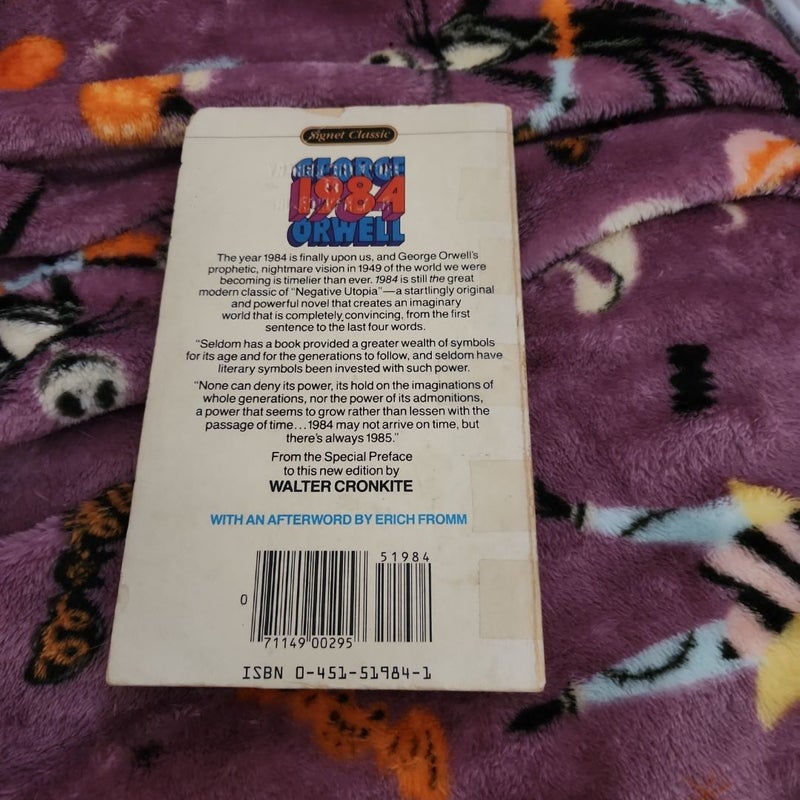 Signet Classic
GEORGE
1984
ORWELL
The year 1984 is finally upon us, and George Orwell's
prophetic, nightmare vision in 1949 of the world we were
becoming is timelier than ever. 1984 is still the great
modern classic of "Negative Utopia"—a startlingly original
and powerful novel that creates an imaginary
world that is completely convincing, from the first
sentence to the last four words.
"Seldom has a book provided a greater wealth of symbols
for its age and for the generations to follow, and seldom have
literary symbols been invested with such power.
"None can deny its power, its hold on the imaginations of
whole generations, nor the power of its admonitions,
a power that seems to grow rather than lessen with the
passage of time...1984 may not arrive on time, but
there's always 1985."
From the Special Preface
to this new edition by
WALTER CRONKITE
WITH AN AFTERWORD BY ERICH FROMM
51984
0
71149 00295
ISBN 0-451-51984-1